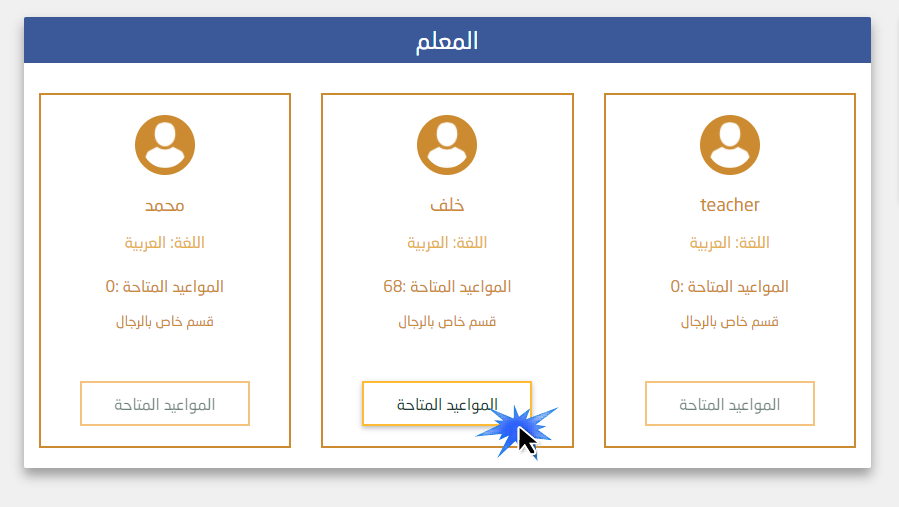 المعلم
teacher
اللغة: العربية
المواعيد المتاحة :0
قسم خاص بالرجال
المواعيد المتاحة
خلف
اللغة: العربية
المواعيد المتاحة :68
قسم خاص بالرجال
المواعيد المتاحة
محمد
اللغة: العربية
المواعيد المتاحة :0
قسم خاص بالرجال
المواعيد المتاحة